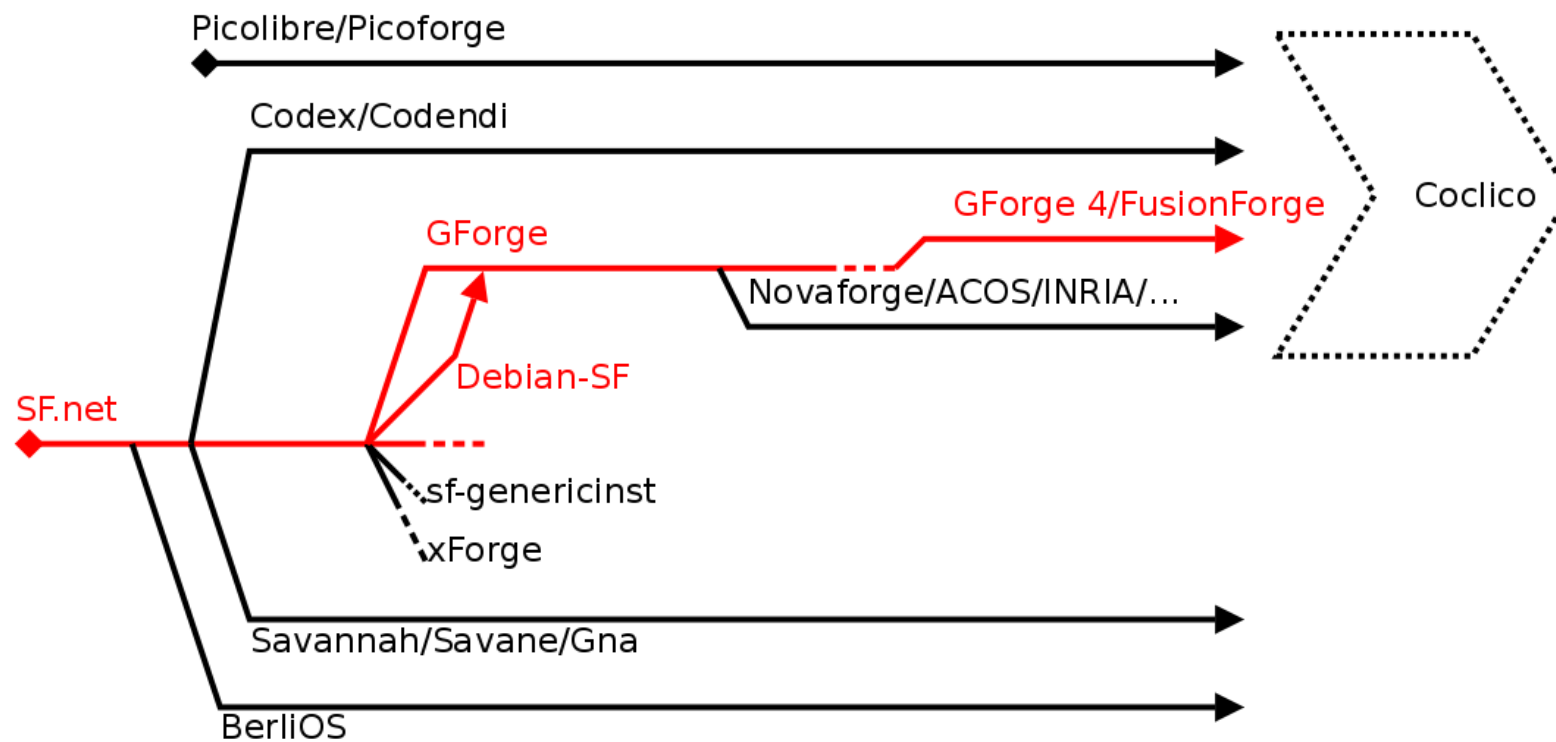 Picolibre/Picoforge
Codex/Codendi
GForge 4/FusionForge
Coclico
GForge
Novaforge/ACOS/INRIA/...
Debian-SF
SF.net
sf-genericinst
xForge
Savannah/Savane/Gna
BerliOS